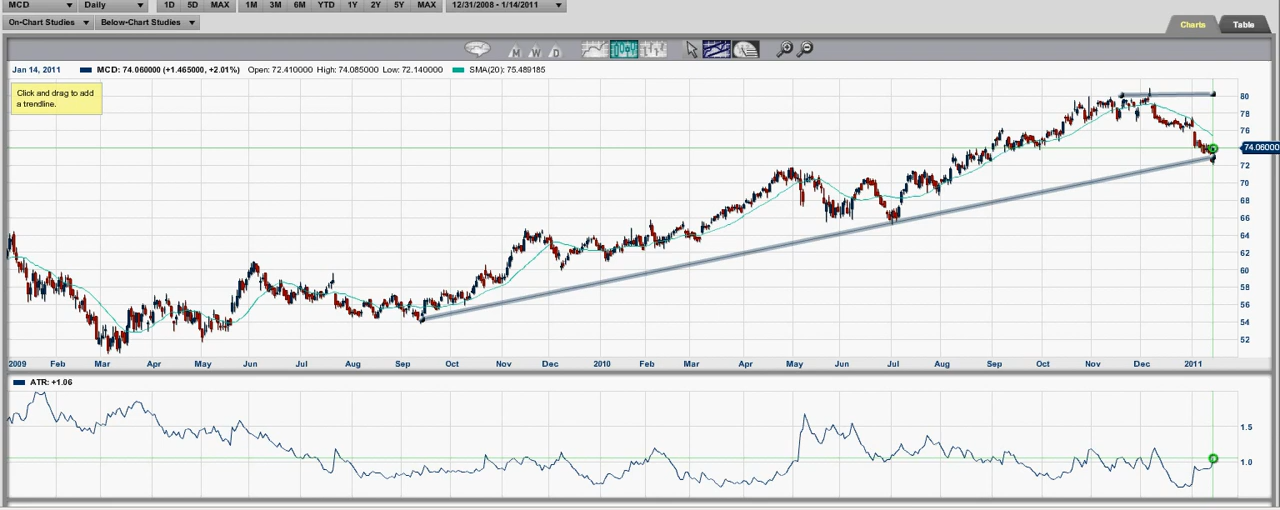 MCD Daily 1D 5D MAX 1M 3M 6M YTD 1Y 2Y 5Y MAX 12/31/2008 - 1/14/2011
On-Chart Studies Below-Chart Studies
Charts Table
M W D
Jan 14, 2011 MCD: 74.060000 (+1.465000, +2.01%) Open: 72.410000 High: 74.085000 Low: 72.140000 SMA(20): 75.489185
Click and drag to add
a trendline.
80
78
76
74.06000
72
70
68
66
64
62
60
58
56
54
52
2009 Feb Mar Apr May Jun Jul Aug Sep Oct Nov Dec 2010 Feb Mar Apr May Jun Jul Aug Sep Oct Nov Dec 2011
ATR: +1.06
1.5
1.0